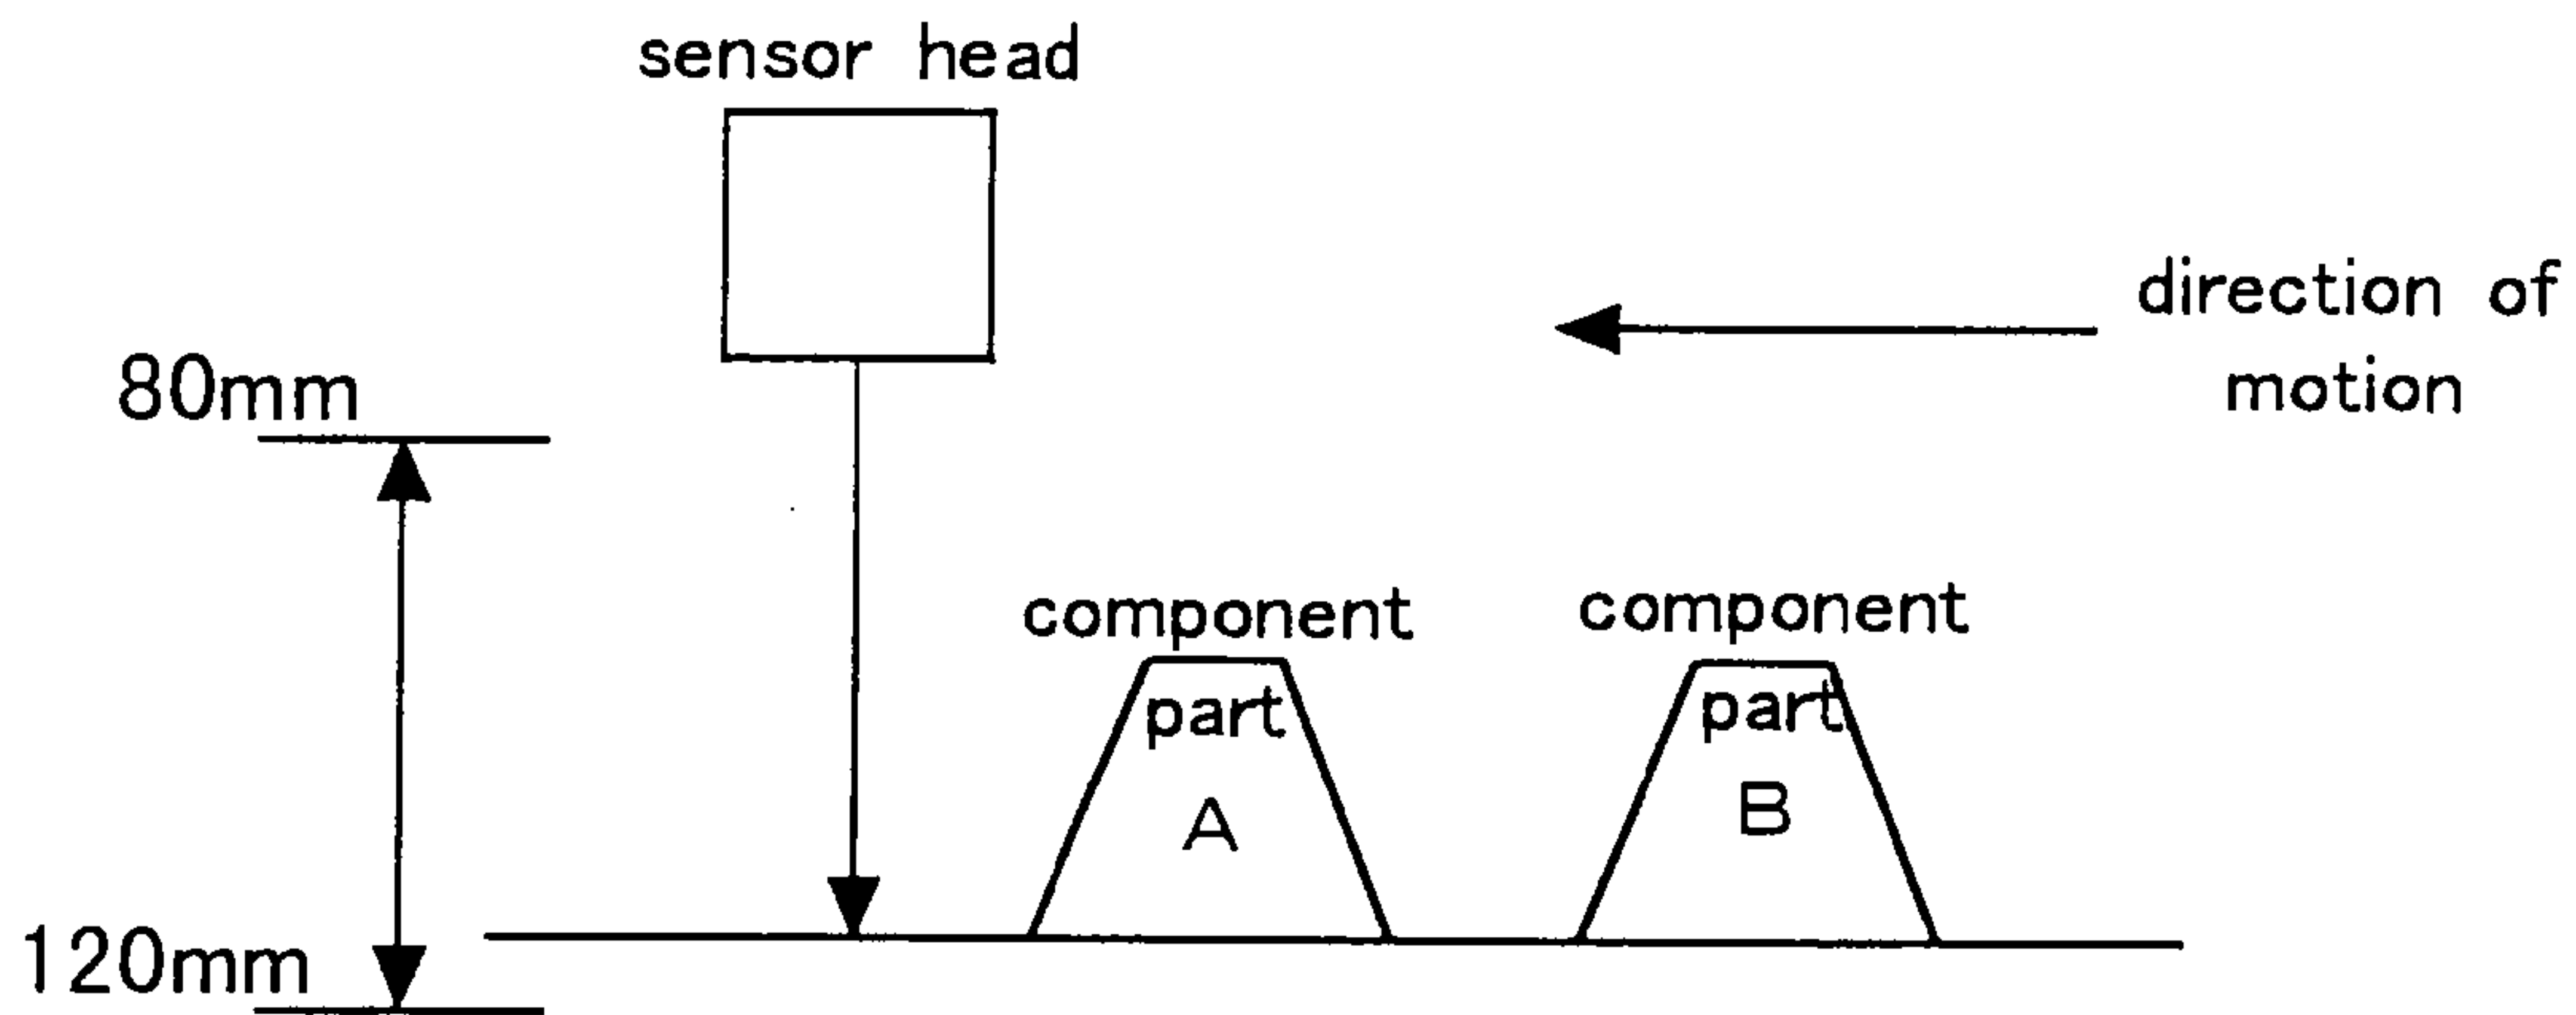 sensor head
direction of
motion
80mm
component
part
A
component
part
B
120mm